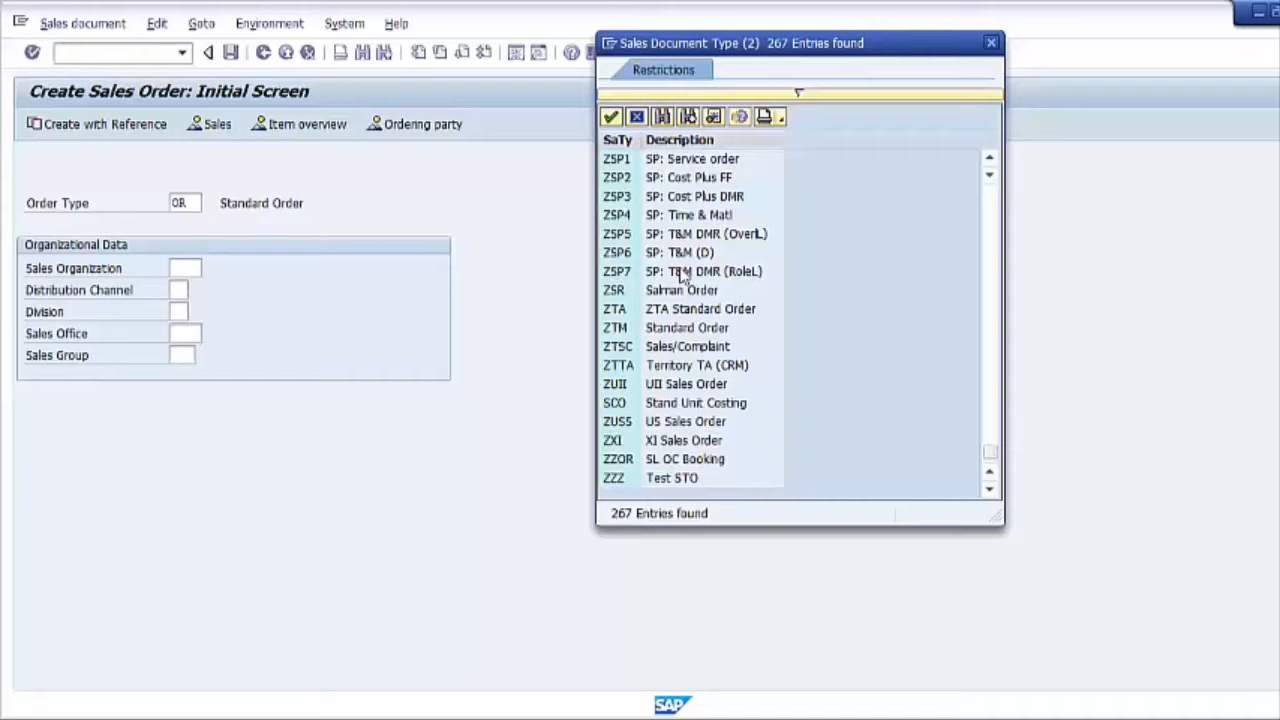 Sales document Edit Goto Environment System Help
Create Sales Order: Initial Screen
Create with Reference Sales Item overview Ordering party
Order Type OR Standard Order
Organizational Data
Sales Organization
Distribution Channel
Division
Sales Office
Sales Group
Sales Document Type (2) 267 Entries found
Restrictions
SaTy Description
ZSP1 SP: Service order
ZSP2 SP: Cost Plus FF
ZSP3 SP: Cost Plus DMR
ZSP4 SP: Time & Matl
ZSP5 SP: T&M DMR (OverL)
ZSP6 SP: T&M (D)
ZSP7 SP: T&M DMR (RoleL)
ZSR Salman Order
ZTA ZTA Standard Order
ZTM Standard Order
ZTSC Sales/Complaint
ZTTA Territory TA (CRM)
ZUII UII Sales Order
SCO Stand Unit Costing
ZUSS US Sales Order
ZXI XI Sales Order
ZZOR SL OC Booking
ZZZ Test STO
267 Entries found
SAP